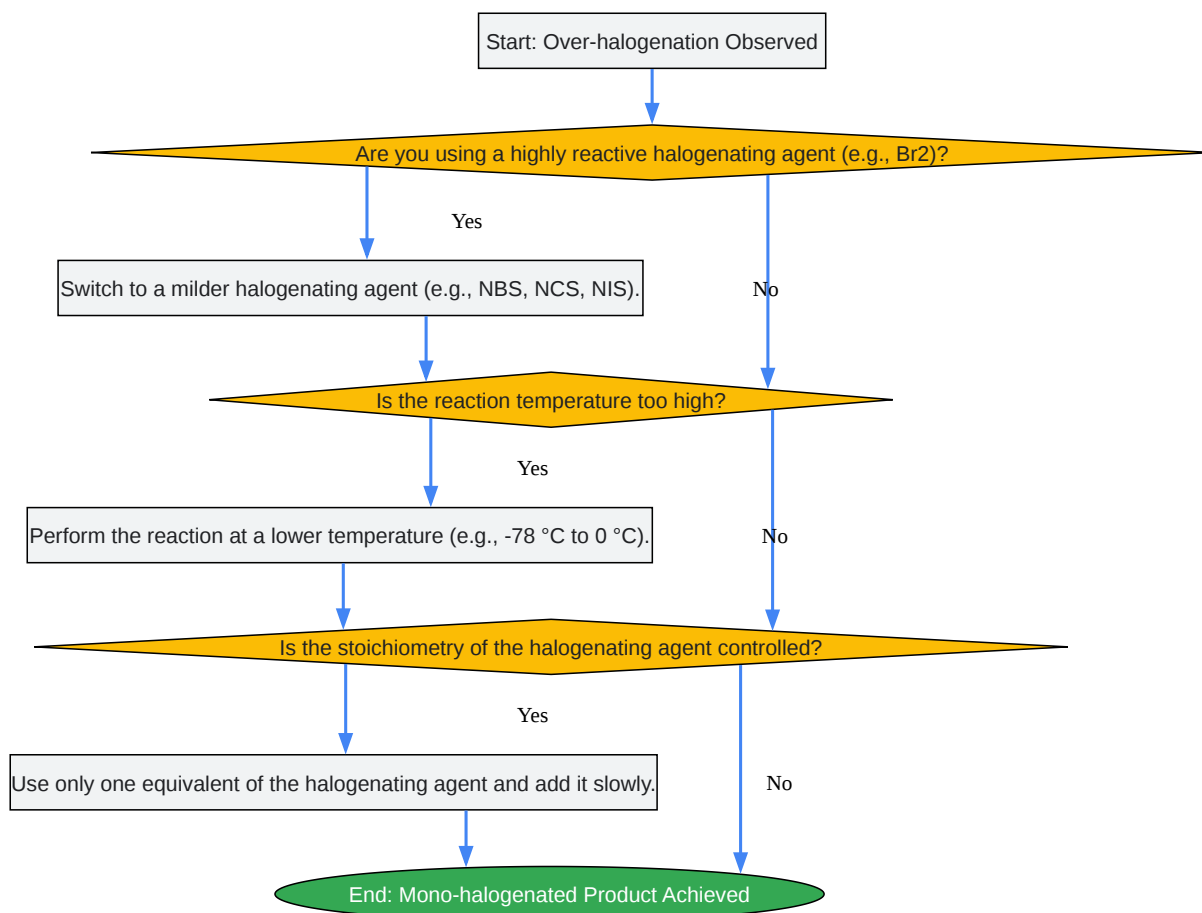 Start: Over-halogenation Observed
Are you using a highly reactive halogenating agent (e.g., Br2)?
Yes
Switch to a milder halogenating agent (e.g., NBS, NCS, NIS).
No
Is the reaction temperature too high?
Yes
Perform the reaction at a lower temperature (e.g., -78 °C to 0 °C).
No
Is the stoichiometry of the halogenating agent controlled?
Yes
Use only one equivalent of the halogenating agent and add it slowly.
No
End: Mono-halogenated Product Achieved